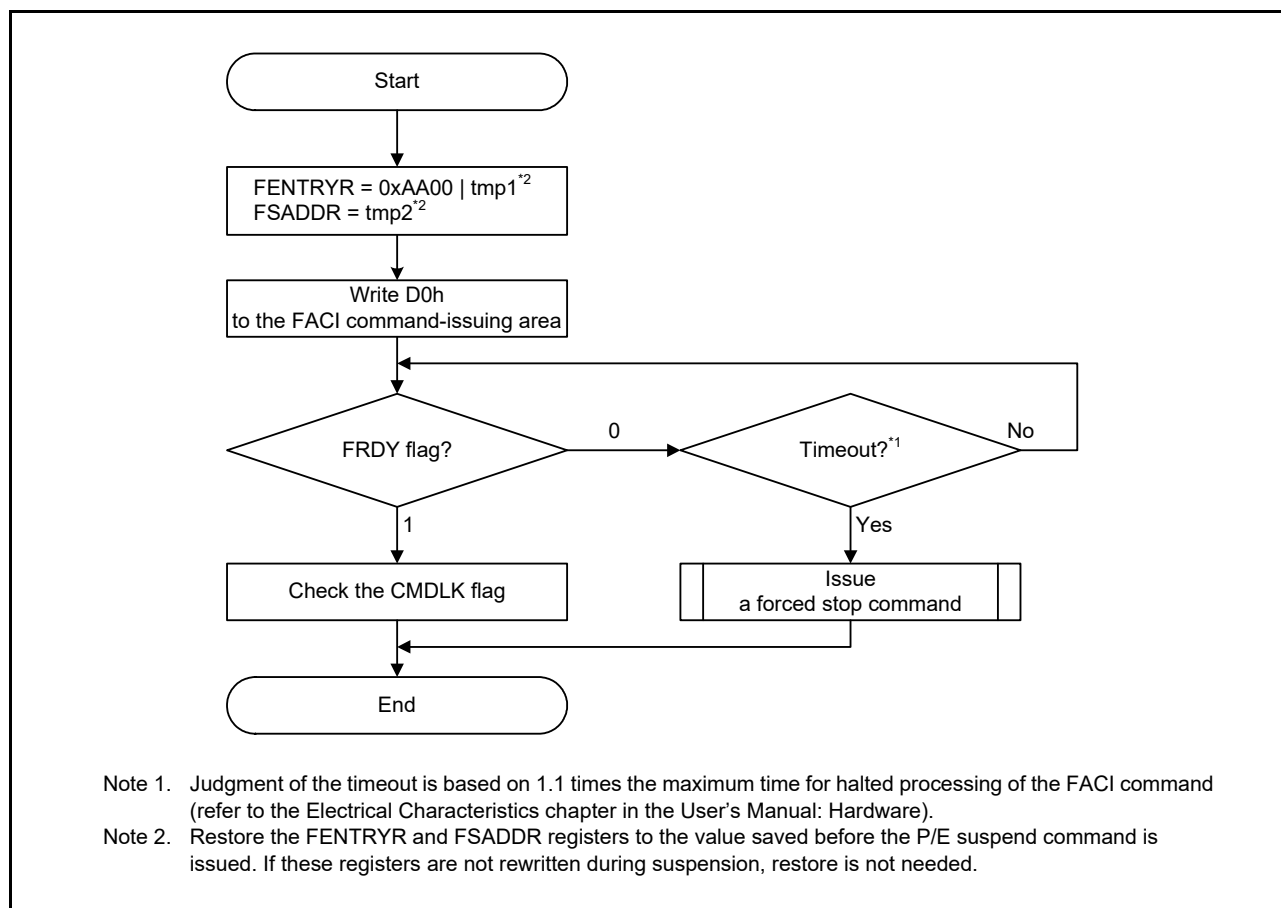 Start
FENTRYR = 0xAA00 | tmp1*2
FSADDR = tmp2*2
Write D0h
to the FACI command-issuing area
FRDY flag?
0
Timeout?*1
No
1
Yes
Check the CMDLK flag
Issue
a forced stop command
End
Note 1. Judgment of the timeout is based on 1.1 times the maximum time for halted processing of the FACI command
(refer to the Electrical Characteristics chapter in the User’s Manual: Hardware).
Note 2. Restore the FENTRYR and FSADDR registers to the value saved before the P/E suspend command is
issued. If these registers are not rewritten during suspension, restore is not needed.